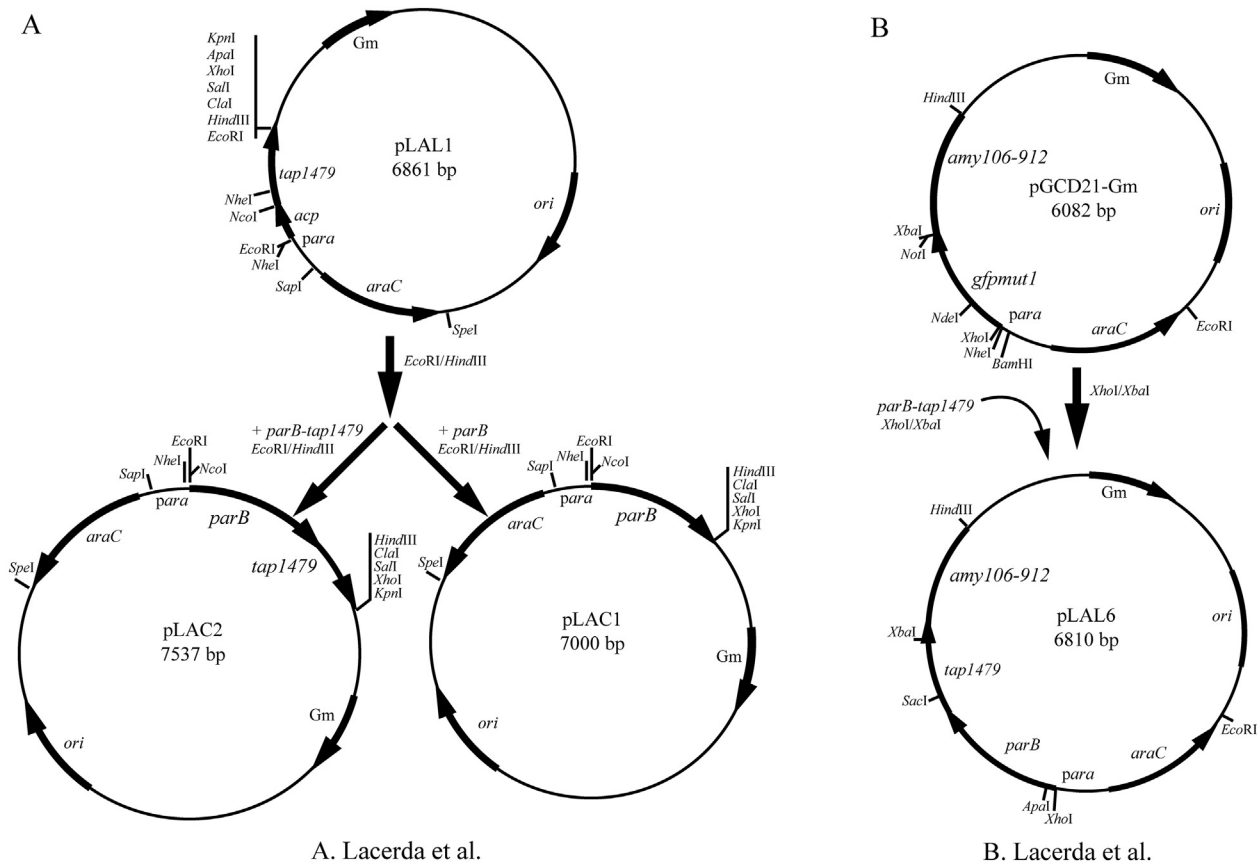 A
B
KpnI
ApaI
XhoI
SalI
ClaI
HindIII
EcoRI
Gm
pLAL1
6861 bp
tap1479
NheI
NcoI
acp
para
EcoRI
NheI
SapI
araC
SpeI
ori
EcoRI/HindIII
+ parB-tap1479
EcoRI/HindIII
+ parB
EcoRI/HindIII
EcoRI
NheI
NcoI
SapI
para
parB
araC
tap1479
HindIII
ClaI
SalI
XhoI
KpnI
SpeI
pLAC2
7537 bp
Gm
ori
EcoRI
NheI
NcoI
SapI
para
parB
araC
HindIII
ClaI
SalI
XhoI
KpnI
SpeI
pLAC1
7000 bp
Gm
ori
A. Lacerda et al.
Gm
HindIII
amy106-912
pGCD21-Gm
6082 bp
ori
XbaI
NotI
gfpmut1
NdeI
para
XhoI
NheI
BamHI
araC
EcoRI
XhoI/XbaI
parB-tap1479
XhoI/XbaI
Gm
HindIII
amy106-912
pLAL6
6810 bp
ori
XbaI
tap1479
SacI
parB
para
araC
EcoRI
ApaI
XhoI
B. Lacerda et al.